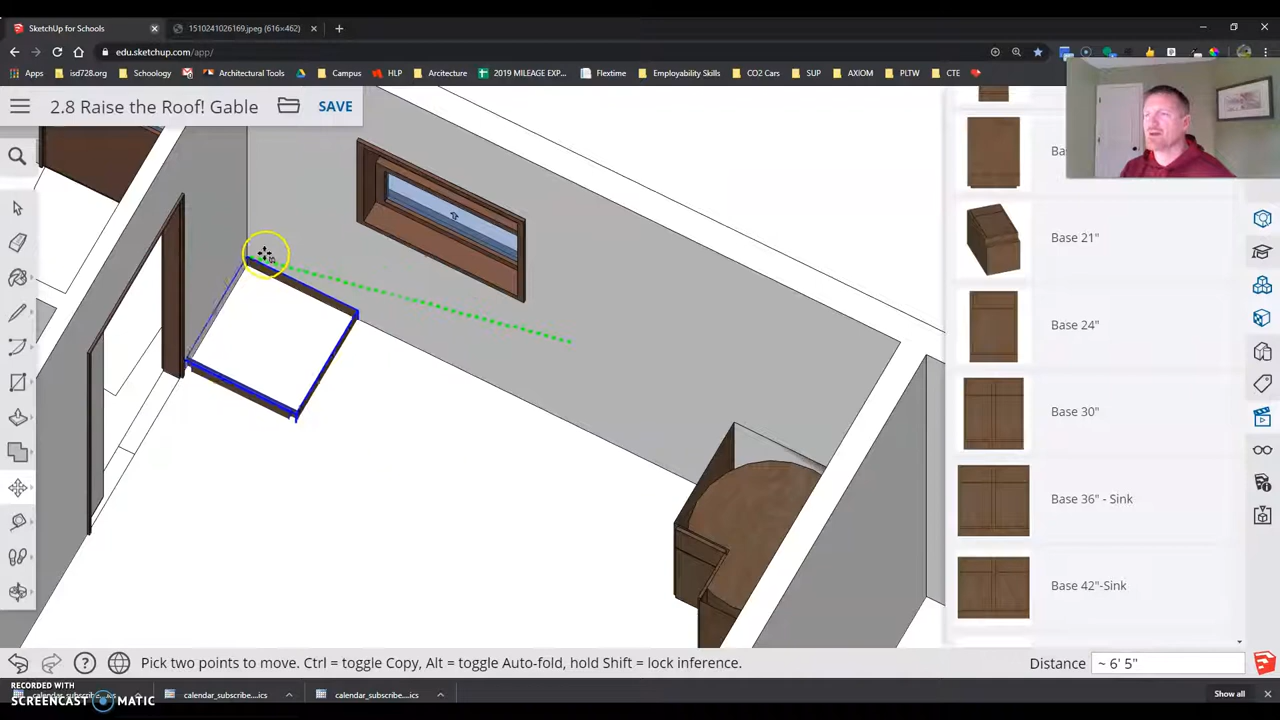 SketchUp for Schools
1510241026169.jpeg (616×462)
edu.sketchup.com/app/
Apps
isd728.org
Schoology
Architectural Tools
Campus
HLP
Arcitecture
2019 MILEAGE EXP...
Flextime
Employability Skills
CO2 Cars
SUP
AXIOM
PLTW
CTE
2.8 Raise the Roof! Gable
SAVE
Base 21"
Base 24"
Base 30"
Base 36" - Sink
Base 42"-Sink
Pick two points to move. Ctrl = toggle Copy, Alt = toggle Auto-fold, hold Shift = lock inference.
Distance
~ 6' 5"
calendar_subscribe....ics
calendar_subscribe....ics
Show all
RECORDED WITH
SCREENCAST MATIC